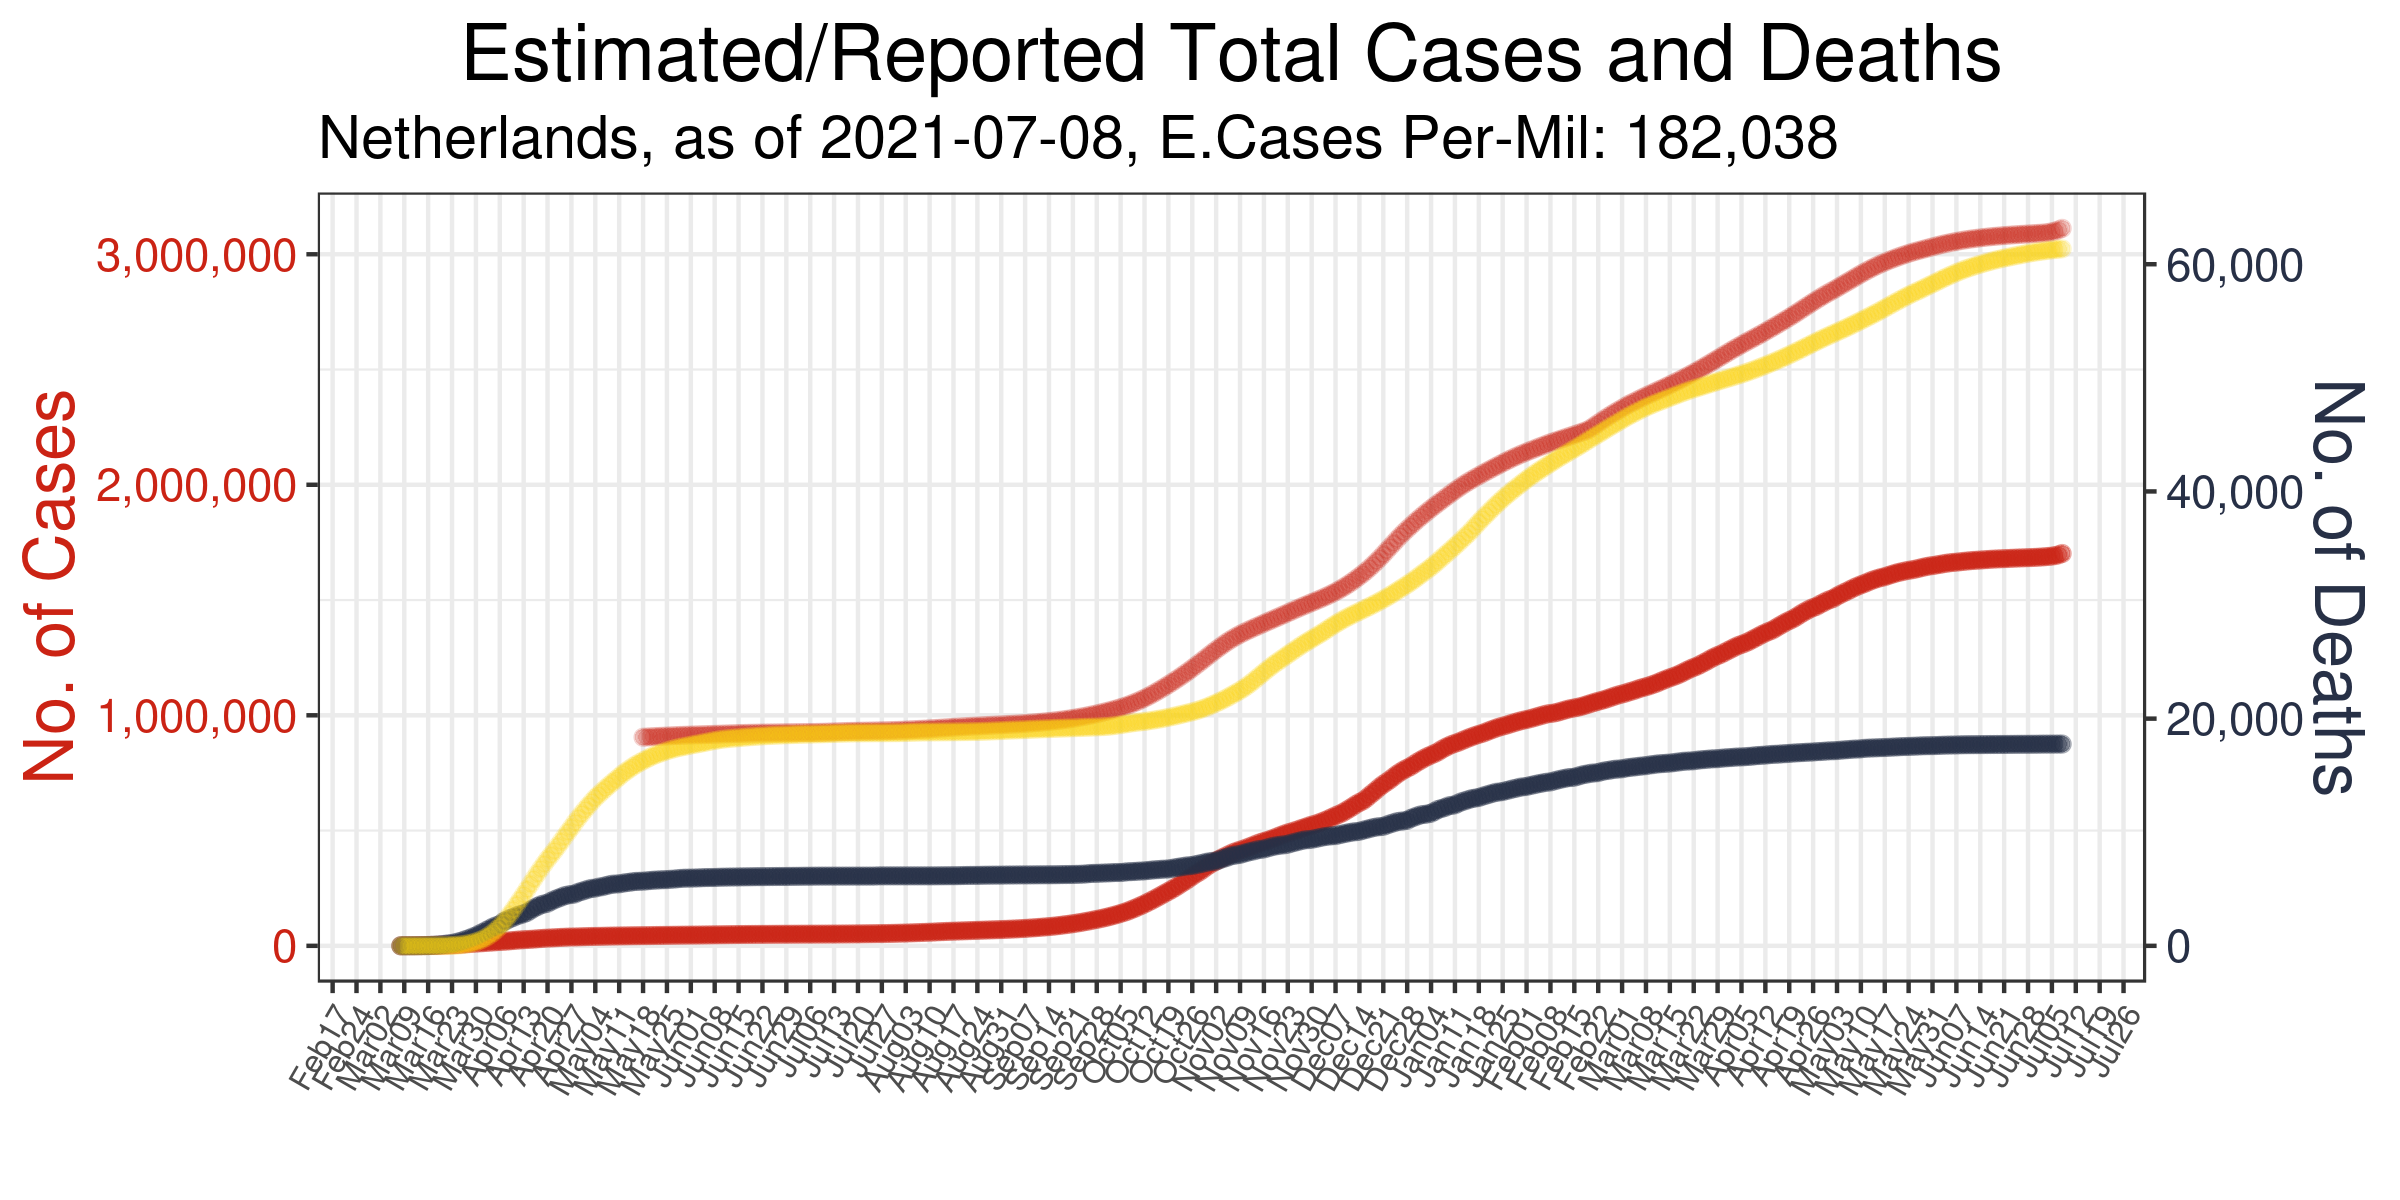 Estimated/Reported Total Cases and Deaths
Netherlands, as of 2021-07-08, E.Cases Per-Mil: 182,038
No. of Cases
3,000,000
2,000,000
1,000,000
0
60,000
40,000
20,000
0
No. of Deaths
Feb17
Feb24
Mar02
Mar09
Mar16
Mar23
Mar30
Apr06
Apr13
Apr20
Apr27
May04
May11
May18
May25
Jun01
Jun08
Jun15
Jun22
Jun29
Jul06
Jul13
Jul20
Jul27
Aug03
Aug10
Aug17
Aug24
Aug31
Sep07
Sep14
Sep21
Sep28
Oct05
Oct12
Oct19
Oct26
Nov02
Nov09
Nov16
Nov23
Nov30
Dec07
Dec14
Dec21
Dec28
Jan04
Jan11
Jan18
Jan25
Feb01
Feb08
Feb15
Feb22
Mar01
Mar08
Mar15
Mar22
Mar29
Apr05
Apr12
Apr19
Apr26
May03
May10
May17
May24
May31
Jun07
Jun14
Jun21
Jun28
Jul05
Jul12
Jul19
Jul26